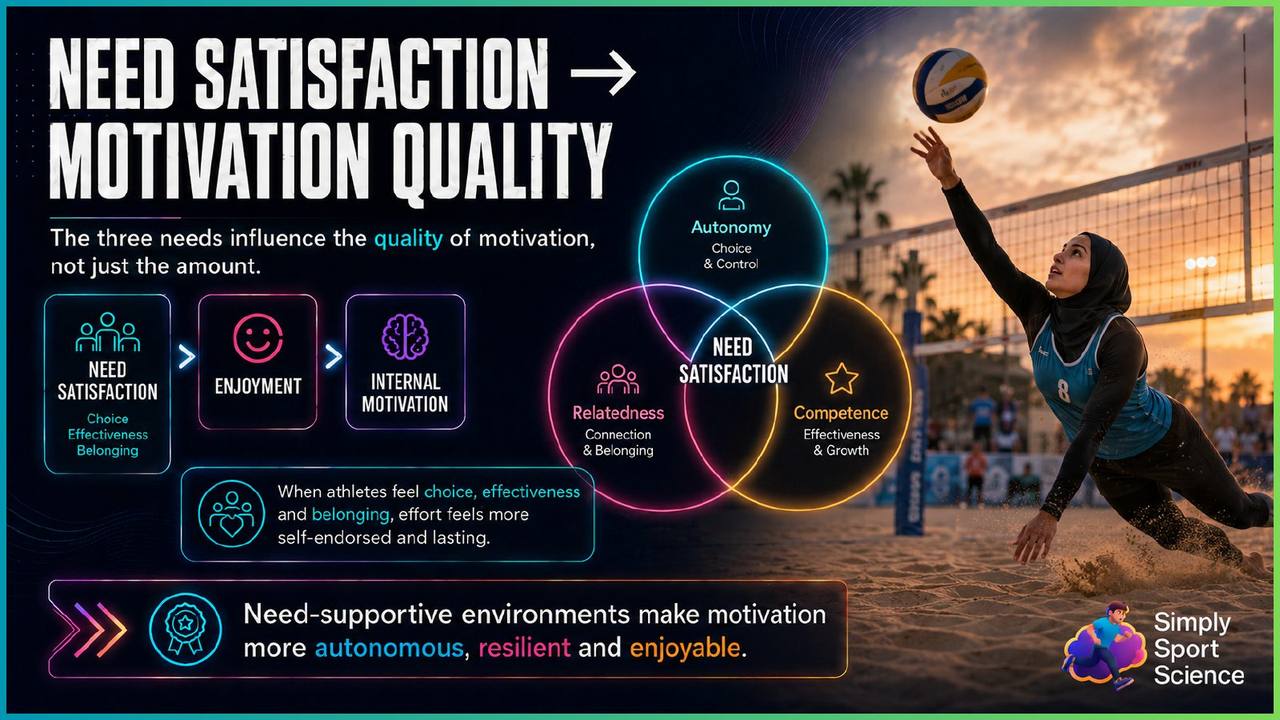 NEED SATISFACTION →
MOTIVATION QUALITY
The three needs influence the quality of motivation,
not just the amount.
NEED
SATISFACTION
Choice
Effectiveness
Belonging
ENJOYMENT
INTERNAL
MOTIVATION
When athletes feel choice, effectiveness
and belonging, effort feels more
self-endorsed and lasting.
Autonomy
Choice
& Control
NEED
SATISFACTION
Relatedness
Connection
& Belonging
Competence
Effectiveness
& Growth
8
Need-supportive environments make motivation
more autonomous, resilient and enjoyable.
Simply
Sport
Science